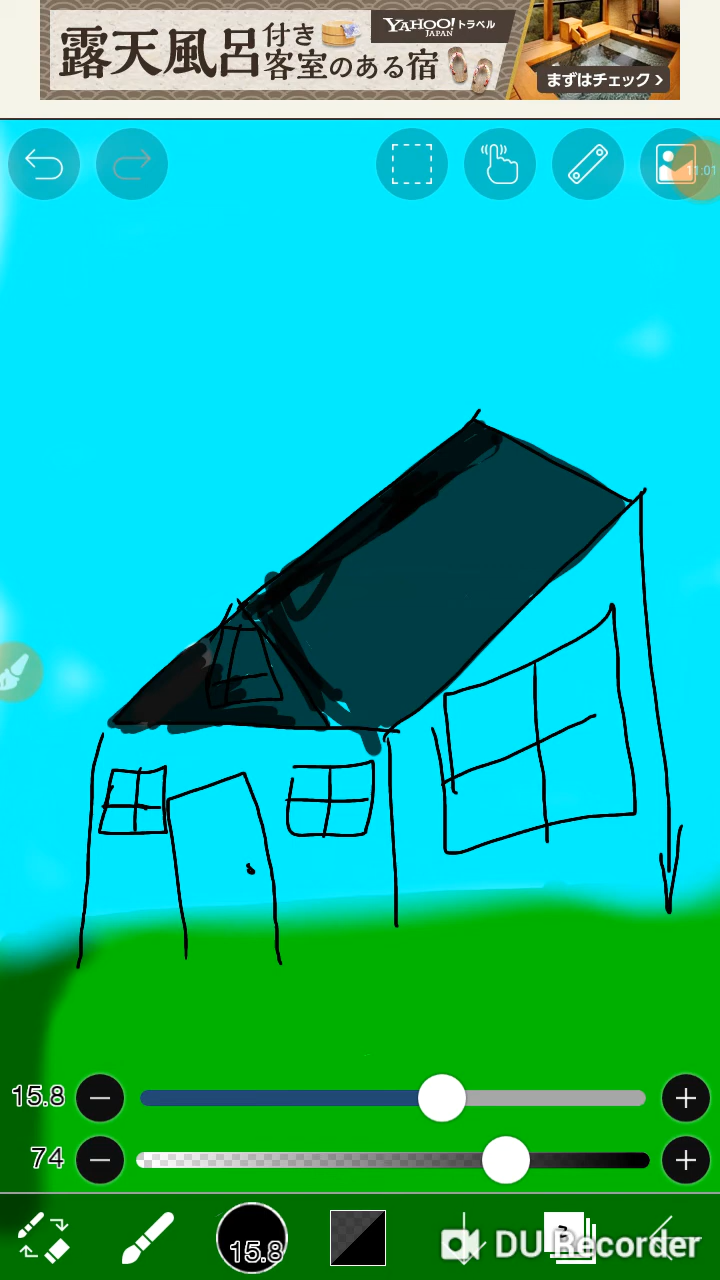 露天風呂付き客室のある宿
YAHOO! トラベル
JAPAN
まずはチェック
11:01
15.8
74
15.8
DU Recorder